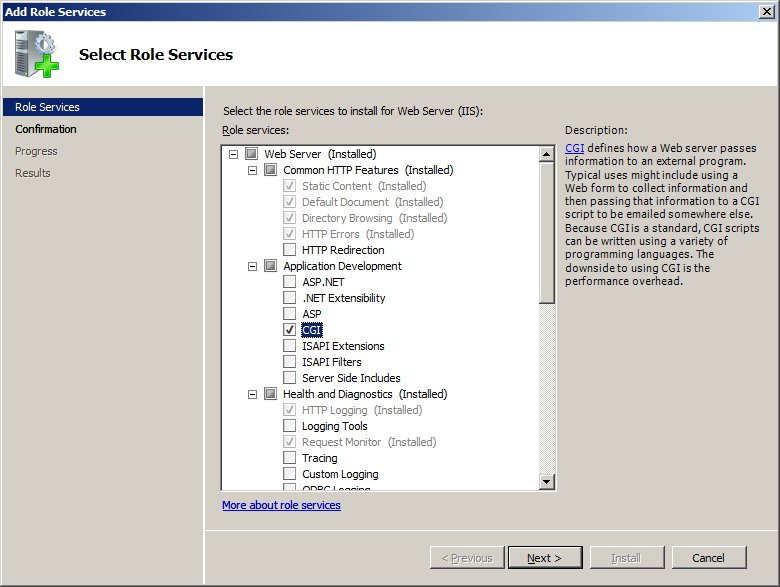 Add Role Services
Select Role Services
Role Services
Confirmation
Progress
Results
Select the role services to install for Web Server (IIS):
Role services:
Web Server (Installed)
Common HTTP Features (Installed)
Static Content (Installed)
Default Document (Installed)
Directory Browsing (Installed)
HTTP Errors (Installed)
HTTP Redirection
Application Development
ASP.NET
.NET Extensibility
ASP
CGI
ISAPI Extensions
ISAPI Filters
Server Side Includes
Health and Diagnostics (Installed)
HTTP Logging (Installed)
Logging Tools
Request Monitor (Installed)
Tracing
Custom Logging
ODBC Logging
More about role services
Description:
CGI defines how a Web server passes
information to an external program.
Typical uses might include using a
Web form to collect information and
then passing that information to a CGI
script to be emailed somewhere else.
Because CGI is a standard, CGI scripts
can be written using a variety of
programming languages. The
downside to using CGI is the
performance overhead.
< Previous
Next >
Install
Cancel